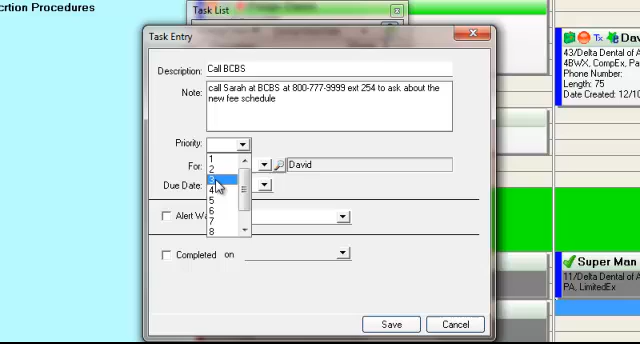 ction Procedures
Task List
Task Entry
Description: Call BCBS
Note: call Sarah at BCBS at 800-777-9999 ext 254 to ask about the
new fee schedule
Priority:
1
2
3
4
5
6
7
8
For: David
Due Date:
Alert
Completed on
Save Cancel
Tx Dav
43/Delta Dental of A
4BWX, CompEx, Pa
Phone Number:
Length: 75
Date Created: 12/10
Super Man
11/Delta Dental of A
PA, LimitedEx